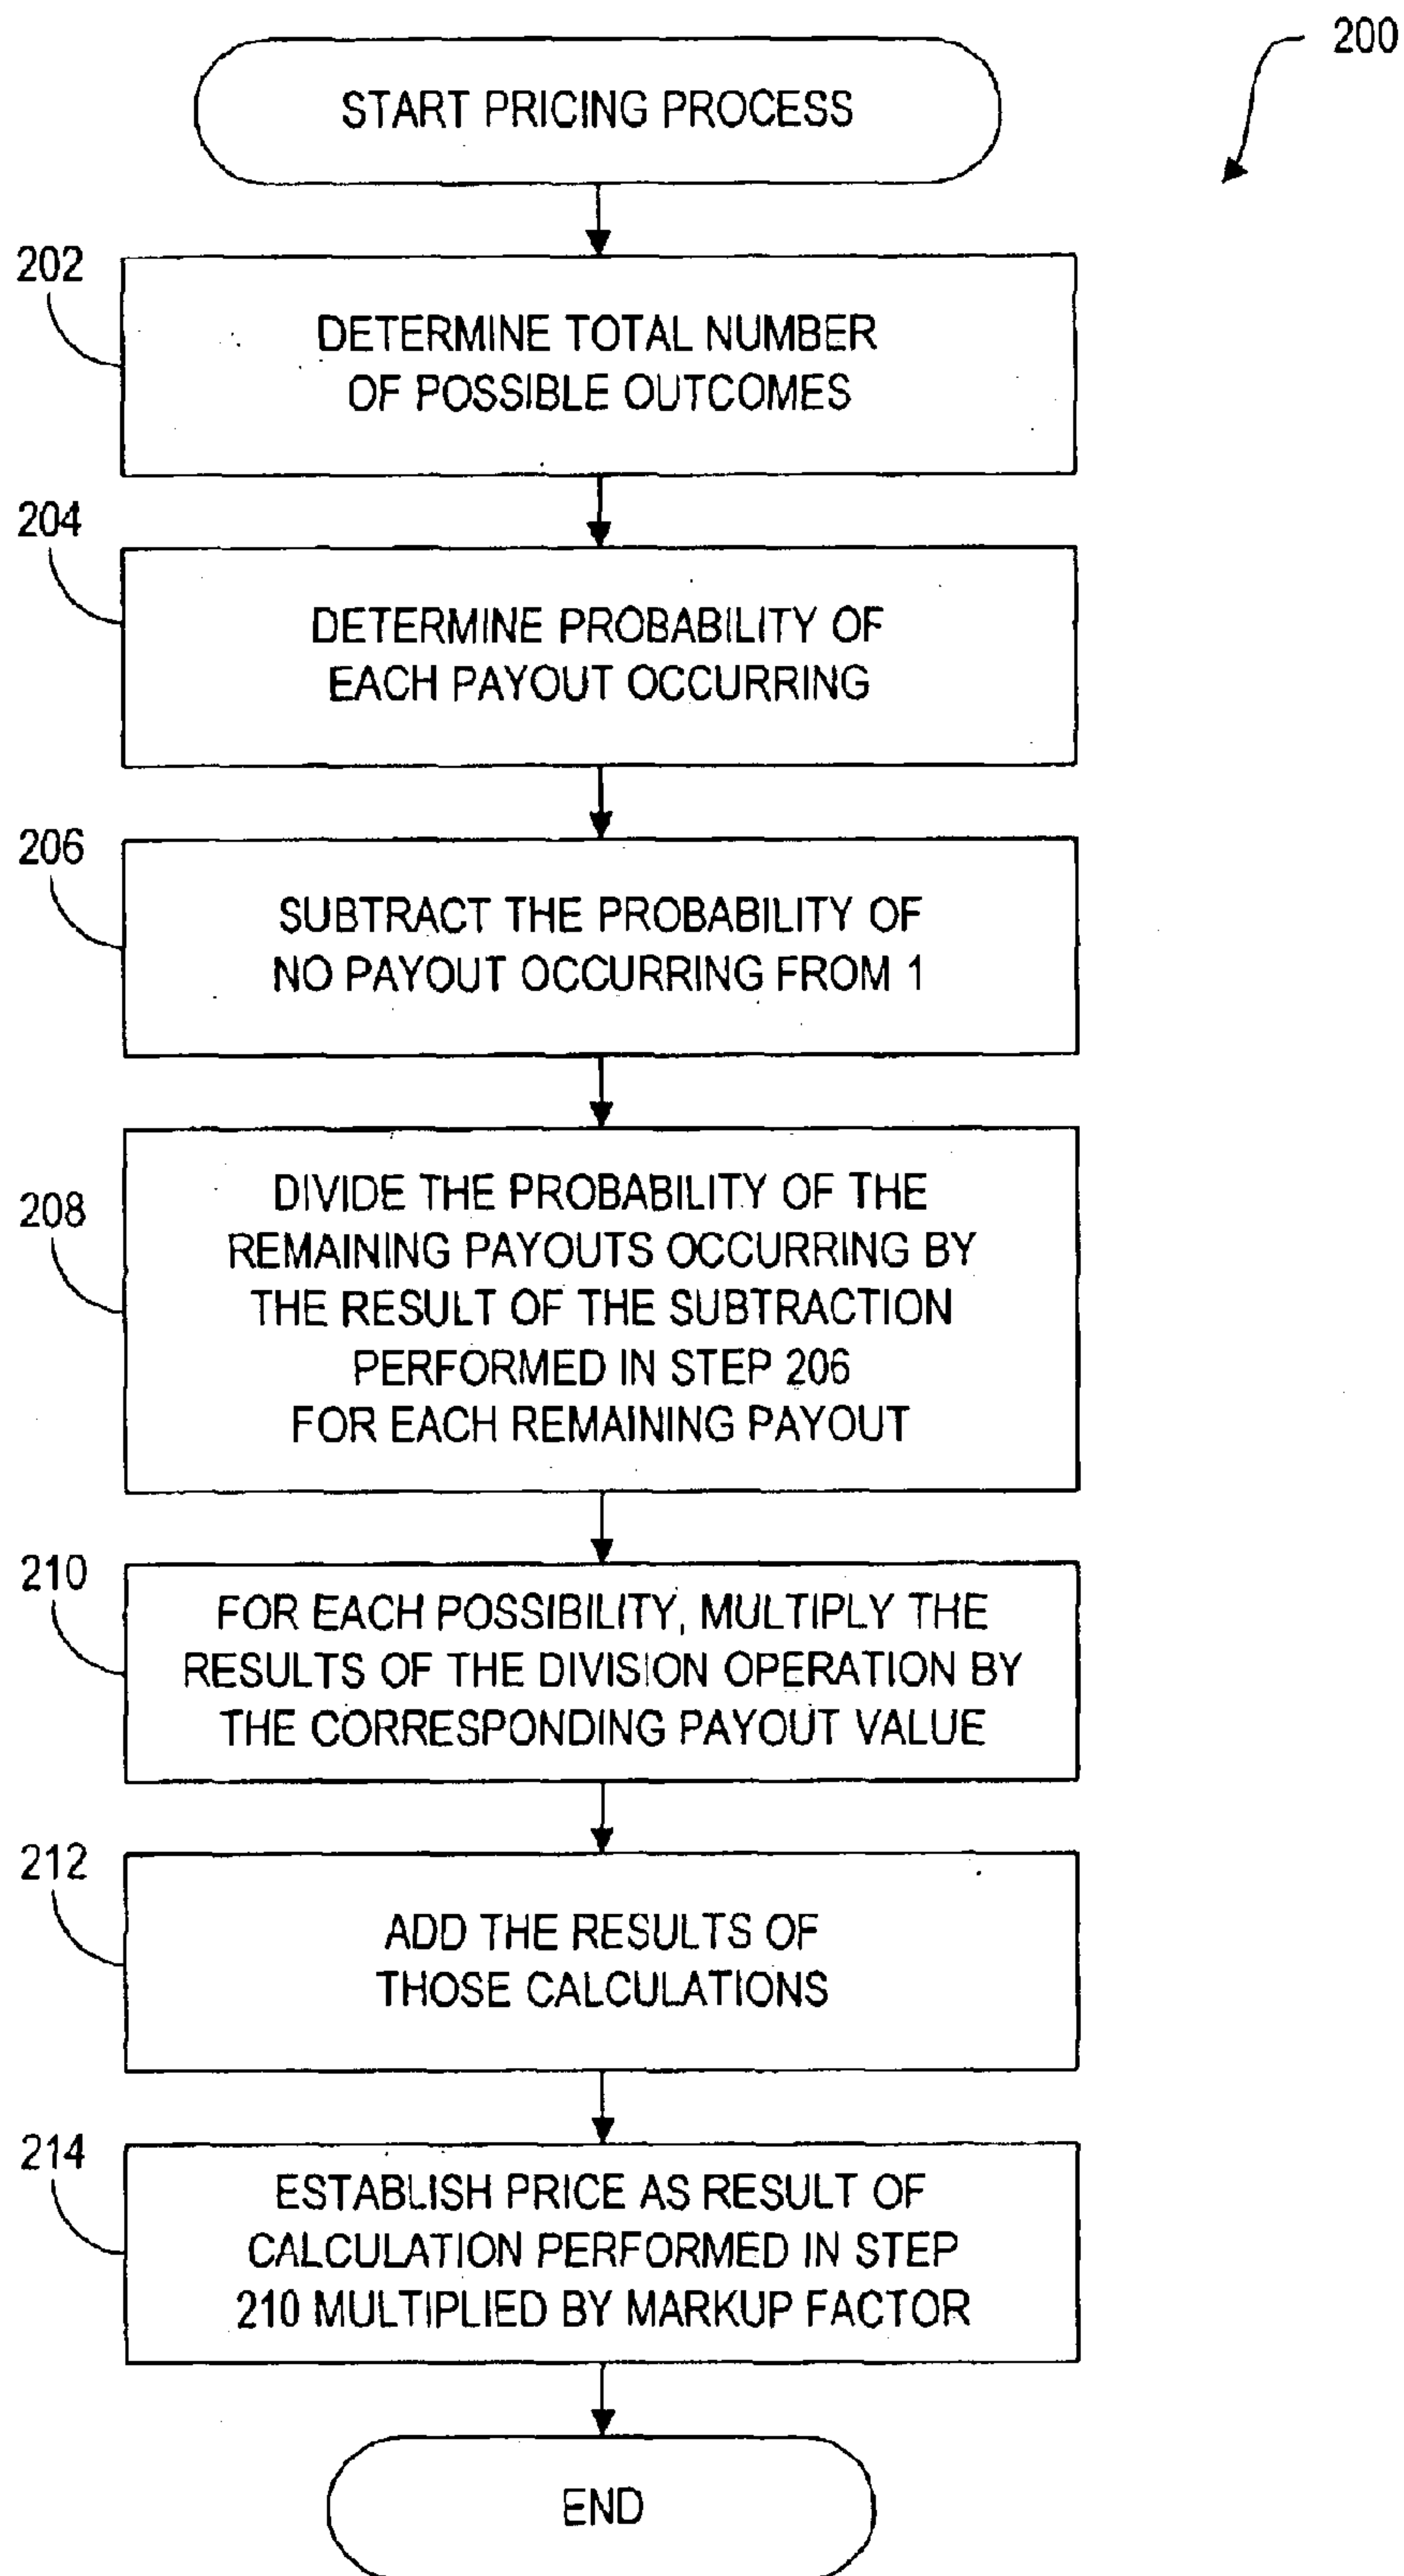 200
START PRICING PROCESS
202
DETERMINE TOTAL NUMBER
OF POSSIBLE OUTCOMES
204
DETERMINE PROBABILITY OF
EACH PAYOUT OCCURRING
206
SUBTRACT THE PROBABILITY OF
NO PAYOUT OCCURRING FROM 1
208
DIVIDE THE PROBABILITY OF THE
REMAINING PAYOUTS OCCURRING BY
THE RESULT OF THE SUBTRACTION
PERFORMED IN STEP 206
FOR EACH REMAINING PAYOUT
210
FOR EACH POSSIBILITY, MULTIPLY THE
RESULTS OF THE DIVISION OPERATION BY
THE CORRESPONDING PAYOUT VALUE
212
ADD THE RESULTS OF
THOSE CALCULATIONS
214
ESTABLISH PRICE AS RESULT OF
CALCULATION PERFORMED IN STEP
210 MULTIPLIED BY MARKUP FACTOR
END